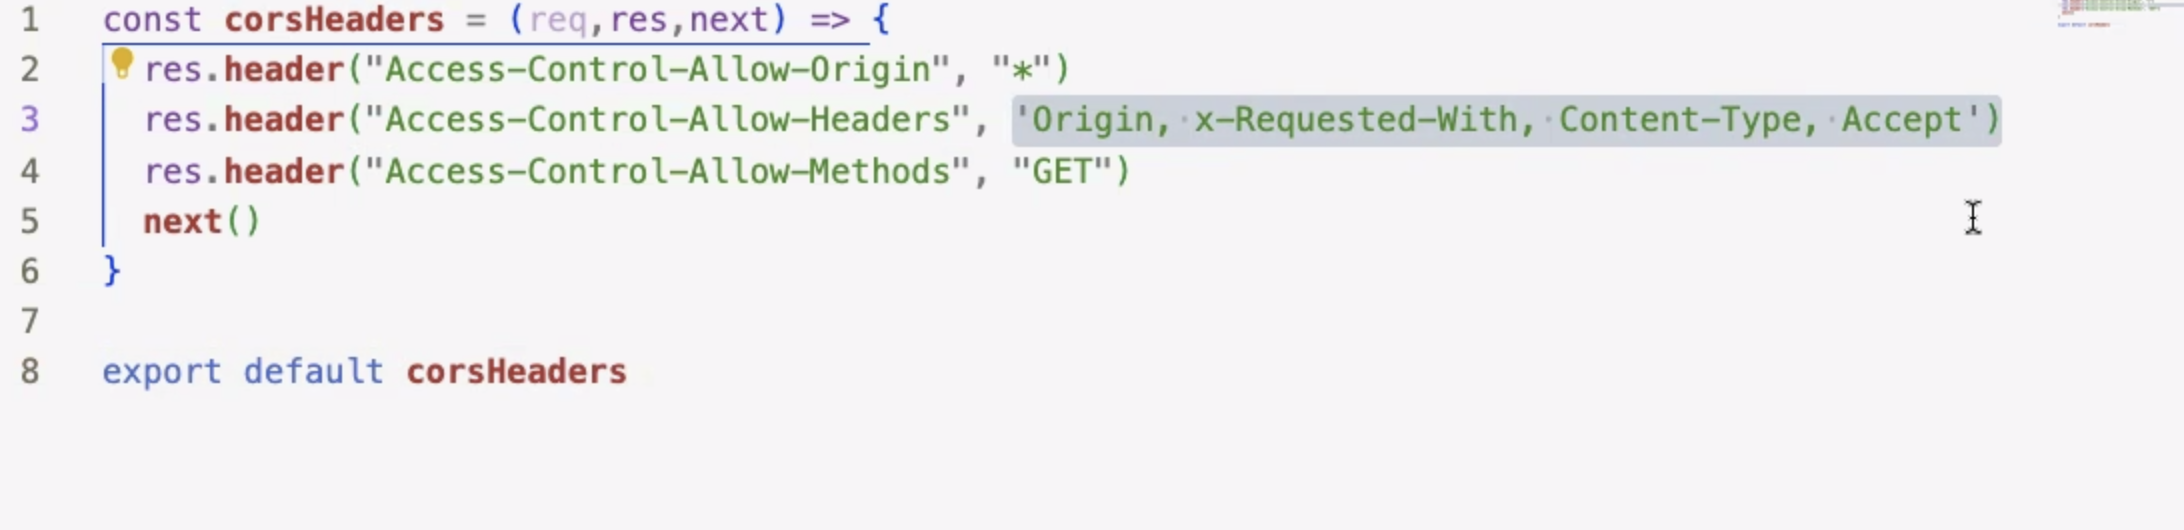 1 const corsHeaders = (req,res,next) => {
2 res.header("Access-Control-Allow-Origin", "*")
3 res.header("Access-Control-Allow-Headers", 'Origin, x-Requested-With, Content-Type, Accept')
4 res.header("Access-Control-Allow-Methods", "GET")
5 next()
6 }
7
8 export default corsHeaders